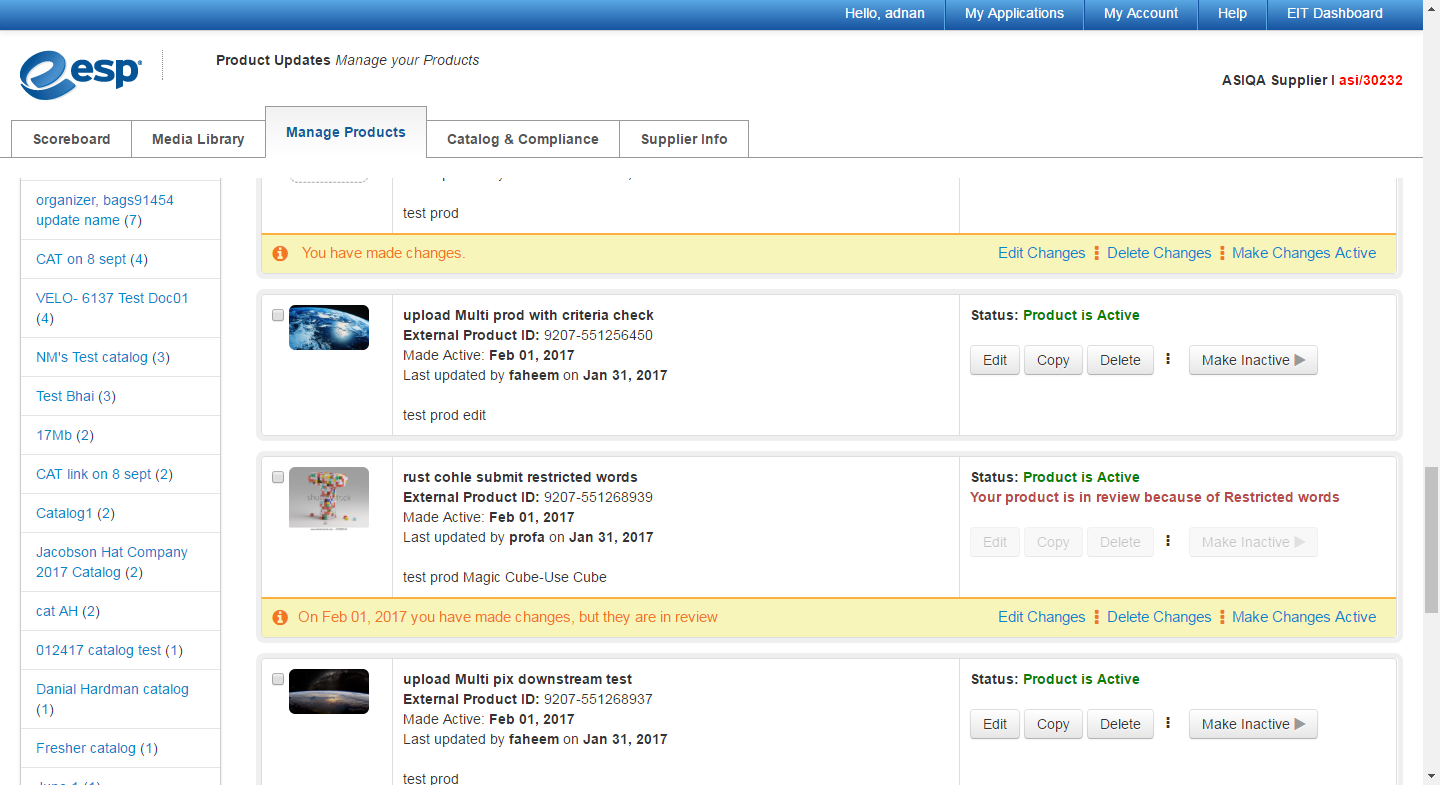 Hello, adnan
My Applications
My Account
Help
EIT Dashboard
esp
Product Updates Manage your Products
ASIQA Supplier I asi/30232
Scoreboard
Media Library
Manage Products
Catalog & Compliance
Supplier Info
organizer, bags91454
update name (7)
CAT on 8 sept (4)
VELO- 6137 Test Doc01
(4)
NM's Test catalog (3)
Test Bhai (3)
17Mb (2)
CAT link on 8 sept (2)
Catalog1 (2)
Jacobson Hat Company
2017 Catalog (2)
cat AH (2)
012417 catalog test (1)
Danial Hardman catalog
(1)
Fresher catalog (1)
test prod
You have made changes.
Edit Changes
Delete Changes
Make Changes Active
upload Multi prod with criteria check
External Product ID: 9207-551256450
Made Active: Feb 01, 2017
Last updated by faheem on Jan 31, 2017
test prod edit
Status: Product is Active
Edit
Copy
Delete
Make Inactive
rust cohle submit restricted words
External Product ID: 9207-551268939
Made Active: Feb 01, 2017
Last updated by profa on Jan 31, 2017
test prod Magic Cube-Use Cube
Status: Product is Active
Your product is in review because of Restricted words
Edit
Copy
Delete
Make Inactive
On Feb 01, 2017 you have made changes, but they are in review
Edit Changes
Delete Changes
Make Changes Active
upload Multi pix downstream test
External Product ID: 9207-551268937
Made Active: Feb 01, 2017
Last updated by faheem on Jan 31, 2017
test prod
Status: Product is Active
Edit
Copy
Delete
Make Inactive